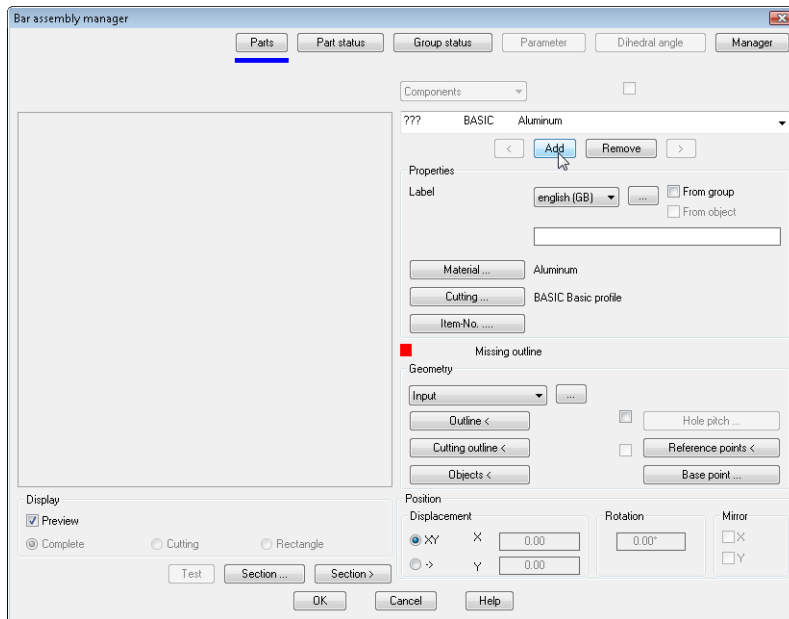 Bar assembly manager
Parts Part status Group status Parameter Dihedral angle Manager
Components
??? BASIC Aluminum
< Add Remove >
Properties
Label english (GB) ... From group
From object
Material ... Aluminum
Cutting ... BASIC Basic profile
Item-No. ....
Missing outline
Geometry
Input ...
Outline < Hole pitch ...
Cutting outline < Reference points <
Objects < Base point ...
Display Position
Preview Displacement Rotation Mirror
Complete Cutting Rectangle XY X 0.00 0.00° X
-> Y 0.00 Y
Test Section ... Section >
OK Cancel Help